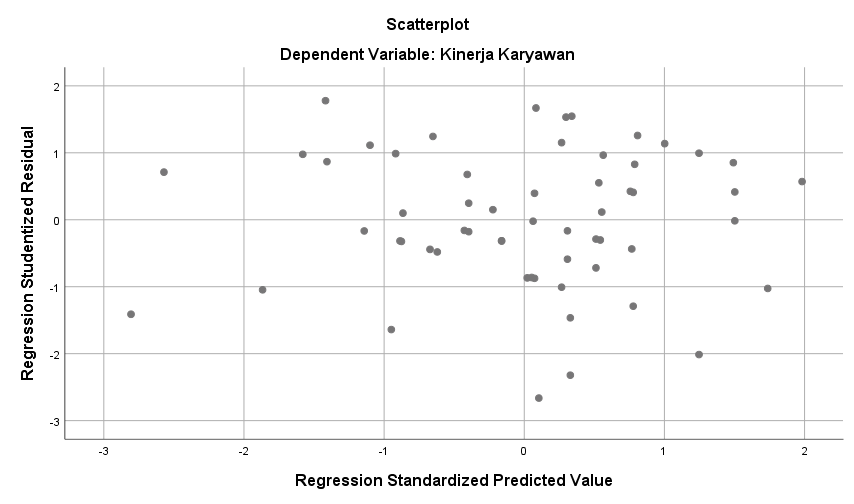 Scatterplot
Dependent Variable: Kinerja Karyawan
Regression Studentized Residual
2
1
0
-1
-2
-3
-3 -2 -1 0 1 2
Regression Standardized Predicted Value